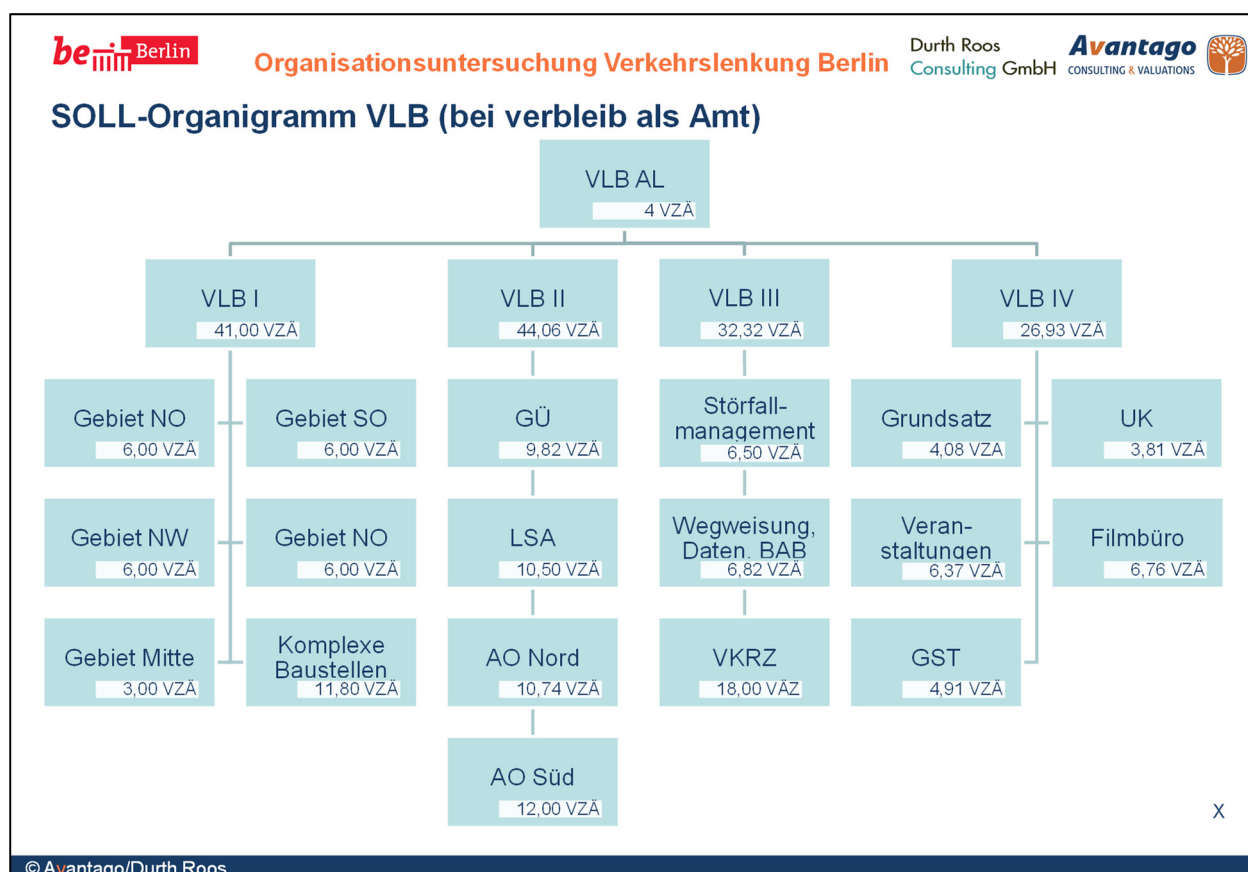 be Berlin
Organisationsuntersuchung Verkehrslenkung Berlin
Durth Roos
Consulting GmbH
Avantago
CONSULTING & VALUATIONS
SOLL-Organigramm VLB (bei verbleib als Amt)
VLB AL
4 VZÄ
VLB I
41,00 VZÄ
VLB II
44,06 VZÄ
VLB III
32,32 VZÄ
VLB IV
26,93 VZÄ
Gebiet NO
6,00 VZÄ
Gebiet SO
6,00 VZÄ
GÜ
9,82 VZÄ
Störfall-
management
6,50 VZÄ
Grundsatz
4,08 VZA
UK
3,81 VZÄ
Gebiet NW
6,00 VZÄ
Gebiet NO
6,00 VZÄ
LSA
10,50 VZÄ
Wegweisung,
Daten, BAB
6,82 VZÄ
Veran-
staltungen
6,37 VZÄ
Filmbüro
6,76 VZÄ
Gebiet Mitte
3,00 VZÄ
Komplexe
Baustellen
11,80 VZÄ
AO Nord
10,74 VZÄ
VKRZ
18,00 VÄZ
GST
4,91 VZÄ
AO Süd
12,00 VZÄ
X
© Avantago/Durth Roos